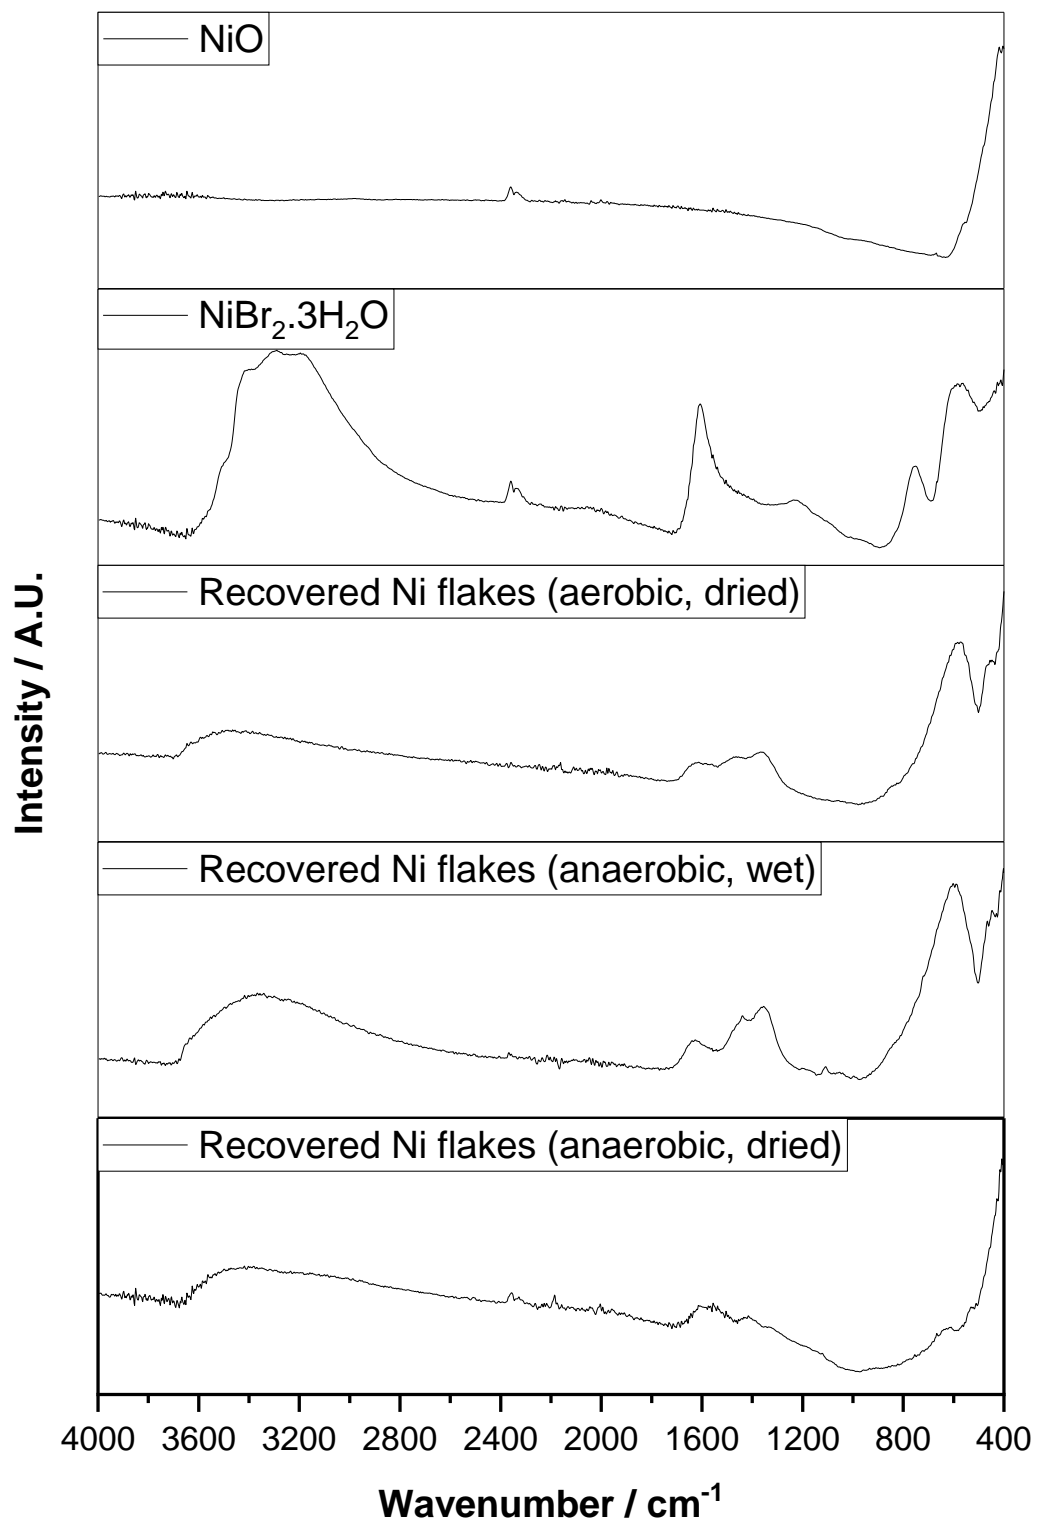 NiO
NiBr₂.3H₂O
Recovered Ni flakes (aerobic, dried)
Recovered Ni flakes (anaerobic, wet)
Recovered Ni flakes (anaerobic, dried)
Intensity / A.U.
4000 3600 3200 2800 2400 2000 1600 1200 800 400
Wavenumber / cm⁻¹